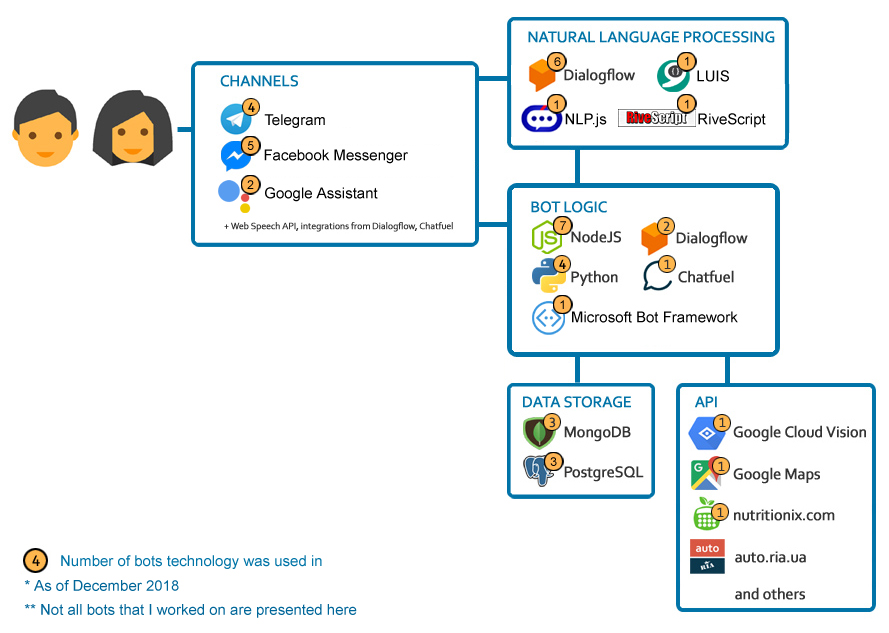 NATURAL LANGUAGE PROCESSING
6 Dialogflow
1 LUIS
1 NLP.js
RiveScript 1 RiveScript
CHANNELS
4 Telegram
5 Facebook Messenger
2 Google Assistant
+ Web Speech API, integrations from Dialogflow, Chatfuel
BOT LOGIC
JS 7 NodeJS
2 Dialogflow
4 Python
1 Chatfuel
1 Microsoft Bot Framework
DATA STORAGE
3 MongoDB
3 PostgreSQL
API
1 Google Cloud Vision
G 1 Google Maps
1 nutritionix.com
auto
RIA
auto.ria.ua
and others
4 Number of bots technology was used in
* As of December 2018
** Not all bots that I worked on are presented here